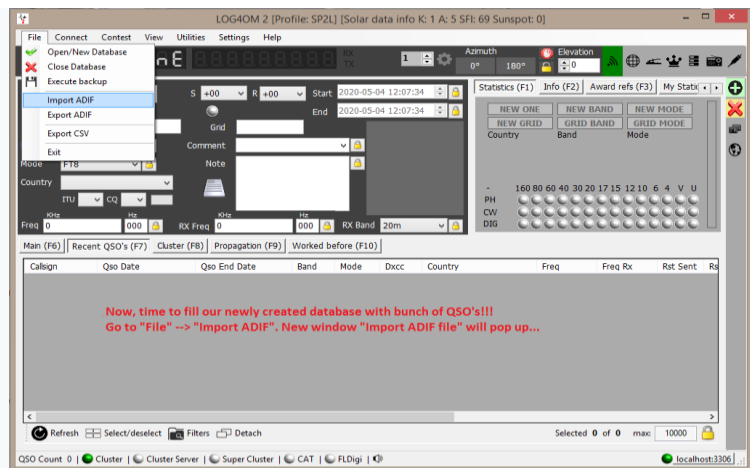 LOG4OM 2 [Profile: SP2L] [Solar data info K: 1 A: 5 SFI: 69 Sunspot: 0]
File Connect Contest View Utilities Settings Help
Open/New Database
Close Database
Execute backup
Import ADIF
Export ADIF
Export CSV
Exit
n E RX TX 1 Azimuth 0° 180° Elevation 0
S +00 R +00 Start 2020-05-04 12:07:34
End 2020-05-04 12:07:34
Grid
Comment
Mode FT8 Note
Country
ITU CQ
KHz Hz KHz Hz
Freq 0 000 RX Freq 0 000 RX Band 20m
Statistics (F1) Info (F2) Award refs (F3) My Statio
NEW ONE NEW BAND NEW MODE
NEW GRID GRID BAND GRID MODE
Country Band Mode
- 160 80 60 40 30 20 17 15 12 10 6 4 V U
PH
CW
DIG
Main (F6) Recent QSO's (F7) Cluster (F8) Propagation (F9) Worked before (F10)
Callsign Qso Date Qso End Date Band Mode Dxcc Country Freq Freq Rx Rst Sent Rs
Now, time to fill our newly created database with bunch of QSO's!!!
Go to "File" --> "Import ADIF". New window "Import ADIF file" will pop up...
Refresh Select/deselect Filters Detach Selected 0 of 0 max: 10000
QSO Count 0 | Cluster | Cluster Server | Super Cluster | CAT | FLDigi | localhost:3306